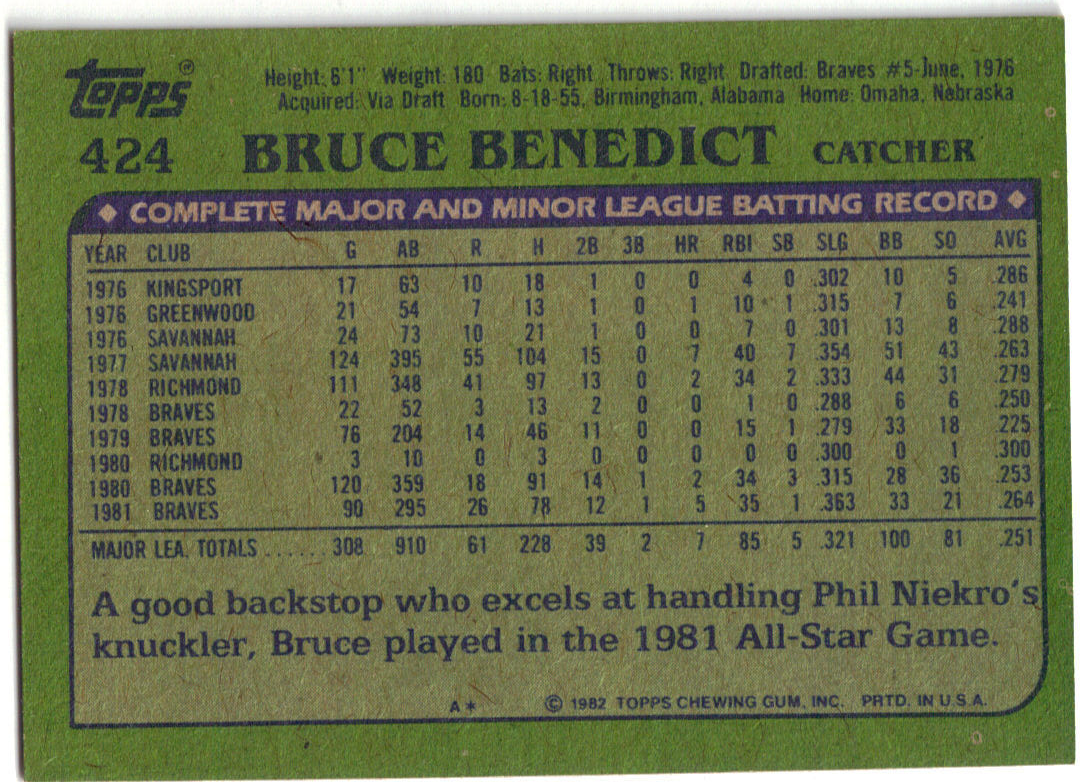 Topps®
Height: 6'1" Weight: 180 Bats: Right Throws: Right Drafted: Braves #5-June, 1976
Acquired: Via Draft Born: 8-18-55, Birmingham, Alabama Home: Omaha, Nebraska
424 BRUCE BENEDICT CATCHER
◆ COMPLETE MAJOR AND MINOR LEAGUE BATTING RECORD ◆
YEAR CLUB G AB R H 2B 3B HR RBI SB SLG BB SO AVG
1976 KINGSPORT 17 63 10 18 1 0 0 4 0 .302 10 5 .286
1976 GREENWOOD 21 54 7 13 1 0 1 10 1 .315 7 6 .241
1976 SAVANNAH 24 73 10 21 1 0 0 7 0 .301 13 8 .288
1977 SAVANNAH 124 395 55 104 15 0 7 40 7 .354 51 43 .263
1978 RICHMOND 111 348 41 97 13 0 2 34 2 .333 44 31 .279
1978 BRAVES 22 52 3 13 2 0 0 1 0 .288 6 6 .250
1979 BRAVES 76 204 14 46 11 0 0 15 1 .279 33 18 .225
1980 RICHMOND 3 10 0 3 0 0 0 0 0 .300 0 1 .300
1980 BRAVES 120 359 18 91 14 1 2 34 3 .315 28 36 .253
1981 BRAVES 90 295 26 78 12 1 5 35 1 .363 33 21 .264
MAJOR LEA. TOTALS ...... 308 910 61 228 39 2 7 85 5 .321 100 81 .251
A good backstop who excels at handling Phil Niekro's
knuckler, Bruce played in the 1981 All-Star Game.
A* © 1982 TOPPS CHEWING GUM, INC. PRTD. IN U.S.A.